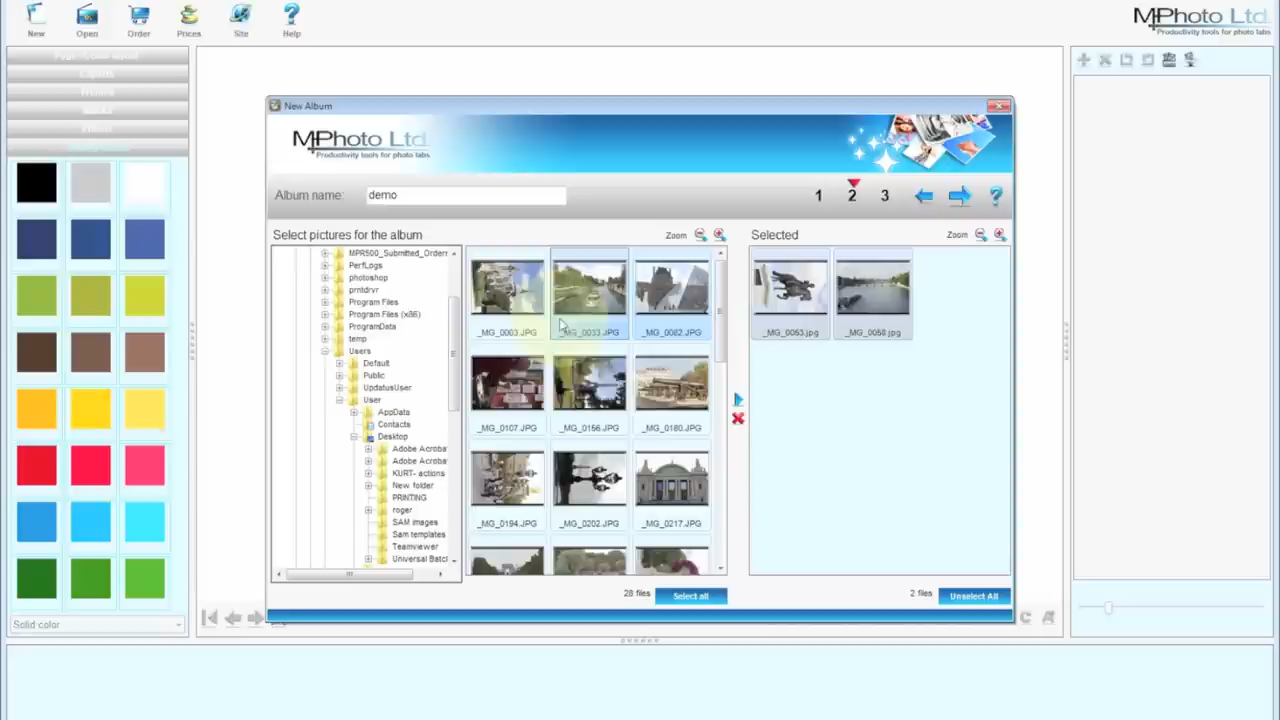 New Open Order Prices Site Help
MPhoto Ltd.
Productivity tools for photo labs
New Album
MPhoto Ltd.
Productivity tools for photo labs
Album name: demo 1 2 3
Select pictures for the album Zoom Selected Zoom
MPR500_Submitted_Orders
PerfLogs
photoshop
prntdrvr
Program Files
Program Files (x86)
ProgramData
temp
Users
Default
Public
UpdatusUser
User
AppData
Contacts
Desktop
Adobe Acroba
Adobe Acroba
KURT- actions
New folder
PRINTING
roger
SAM images
Sam templates
Teamviewer
Universal Batc
_MG_0003.JPG _MG_0033.JPG _MG_0082.JPG
_MG_0107.JPG _MG_0156.JPG _MG_0180.JPG
_MG_0194.JPG _MG_0202.JPG _MG_0217.JPG
_MG_0053.jpg _MG_0058.jpg
28 files Select all 2 files Unselect All
Solid color